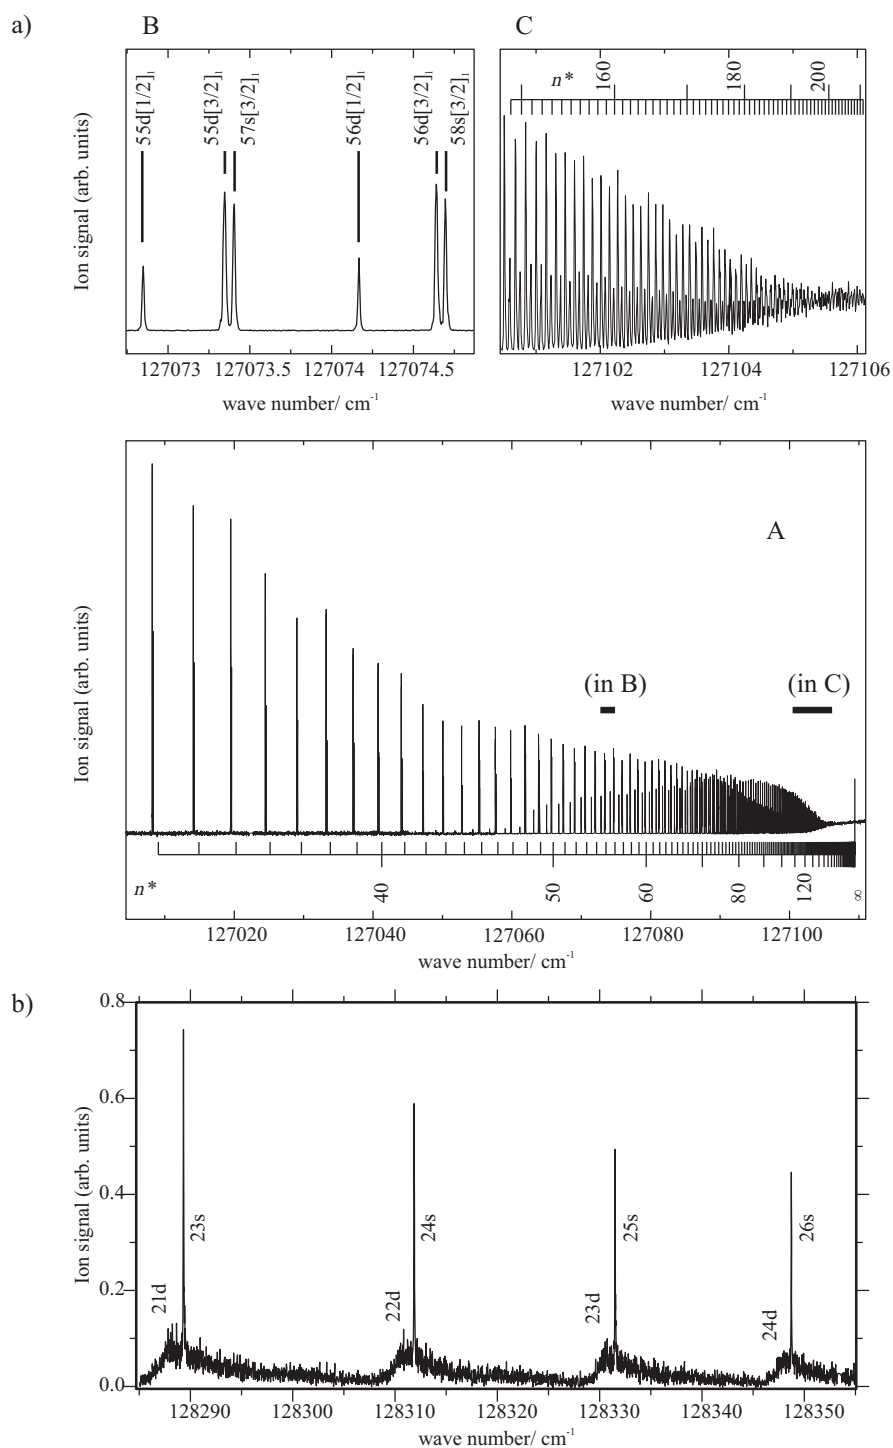 a)
B
C
55d[1/2]₁
55d[3/2]₁
57s[3/2]₁
56d[1/2]₁
56d[3/2]₁
58s[3/2]₁
n*
160
180
200
Ion signal (arb. units)
127073
127073.5
127074
127074.5
wave number/ cm⁻¹
127102
127104
127106
wave number/ cm⁻¹
A
(in B)
(in C)
Ion signal (arb. units)
n*
40
50
60
80
120
∞
127020
127040
127060
127080
127100
wave number/ cm⁻¹
b)
0.8
0.6
0.4
0.2
0.0
Ion signal (arb. units)
21d
23s
22d
24s
23d
25s
24d
26s
128290
128300
128310
128320
128330
128340
128350
wave number/ cm⁻¹